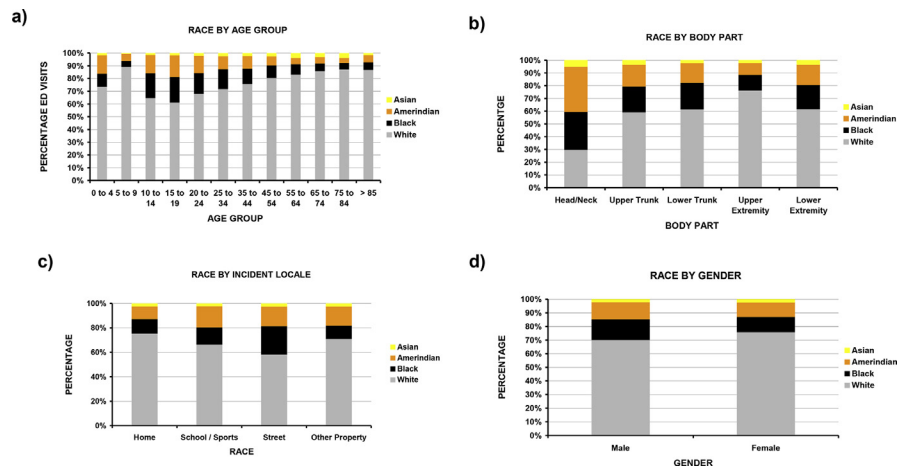 a)
RACE BY AGE GROUP
100%
90%
80%
70%
60%
50%
40%
30%
20%
10%
0%
PERCENTAGE ED VISITS
0 to 4 5 to 9 10 to 15 to 20 to 25 to 35 to 45 to 55 to 65 to 75 to > 85
14 19 24 34 44 54 64 74 84
AGE GROUP
Asian
Amerindian
Black
White
b)
RACE BY BODY PART
100%
90%
80%
70%
60%
50%
40%
30%
20%
10%
0%
PERCENTGE
Head/Neck Upper Trunk Lower Trunk Upper Lower
Extremity Extremity
BODY PART
Asian
Amerindian
Black
White
c)
RACE BY INCIDENT LOCALE
100%
80%
60%
40%
20%
0%
PERCENTAGE
Home School / Sports Street Other Property
RACE
Asian
Amerindian
Black
White
d)
RACE BY GENDER
100%
90%
80%
70%
60%
50%
40%
30%
20%
10%
0%
PERCENTAGE
Male Female
GENDER
Asian
Amerindian
Black
White